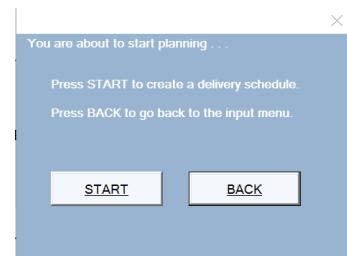 You are about to start planning . . .
Press START to create a delivery schedule.
Press BACK to go back to the input menu.
START
BACK